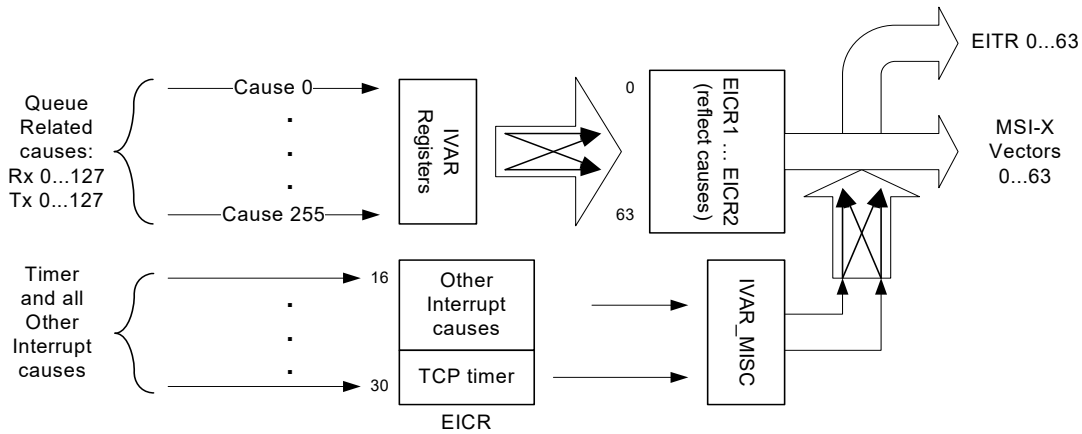 Queue
Related
causes:
Rx 0...127
Tx 0...127
Cause 0
.
.
.
.
Cause 255
IVAR
Registers
0
63
EICR1 ... EICR2
(reflect causes)
EITR 0...63
MSI-X
Vectors
0...63
Timer
and all
Other
Interrupt
causes
.
.
.
.
16
30
Other
Interrupt
causes
TCP timer
EICR
IVAR_MISC